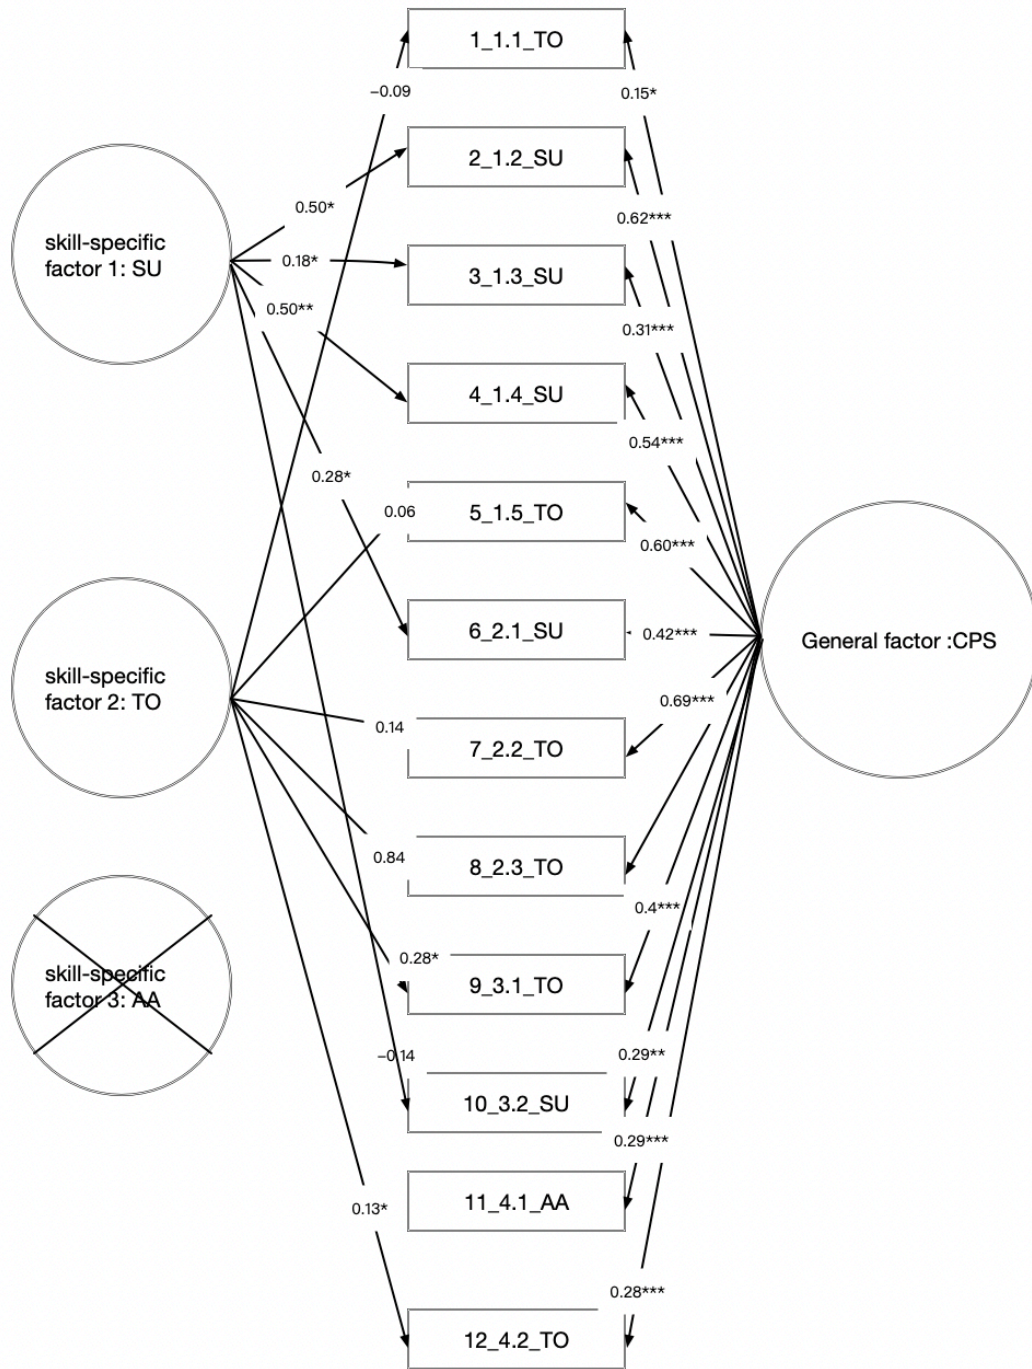 1_1.1_TO
−0.09
0.15*
2_1.2_SU
0.50*
0.62***
skill-specific
factor 1: SU
0.18*
3_1.3_SU
0.50**
0.31***
4_1.4_SU
0.54***
0.28*
0.06
5_1.5_TO
0.60***
6_2.1_SU
0.42***
General factor :CPS
skill-specific
factor 2: TO
0.69***
0.14
7_2.2_TO
0.84
8_2.3_TO
0.4***
0.28*
9_3.1_TO
skill-specific
factor 3: AA
−0.14
0.29**
10_3.2_SU
0.29***
11_4.1_AA
0.13*
0.28***
12_4.2_TO